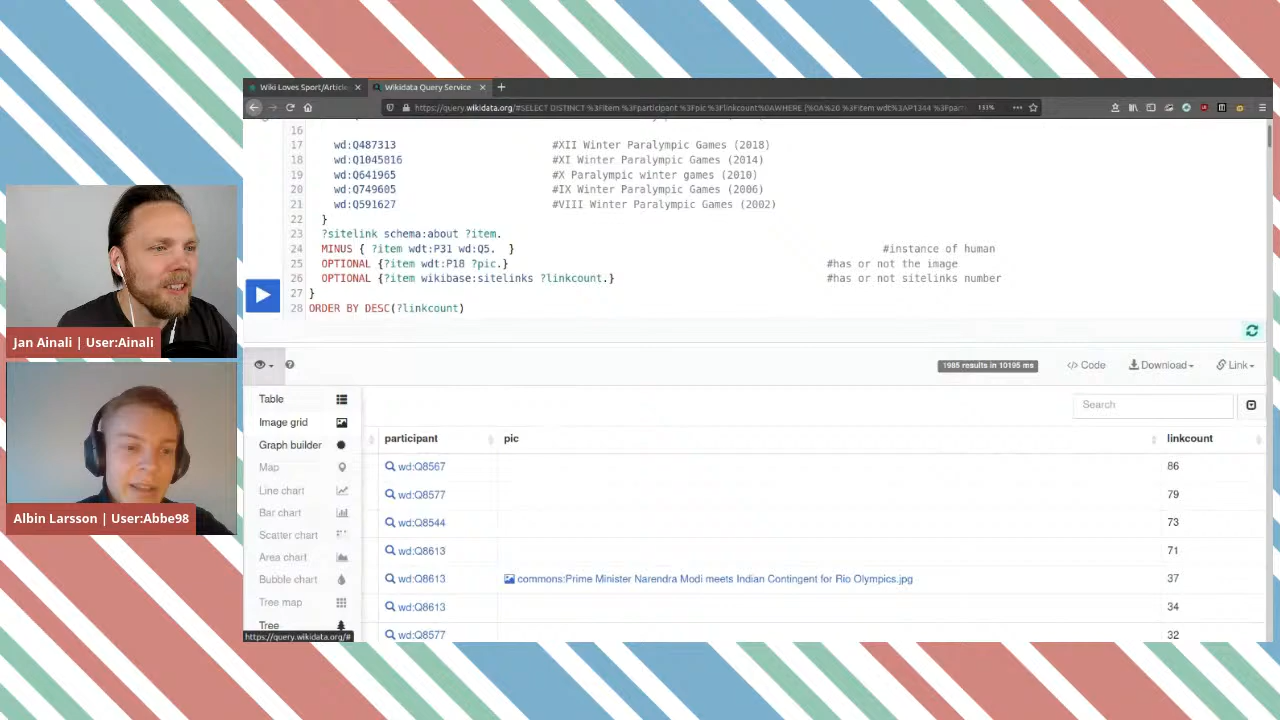 Wiki Loves Sport/Article
Wikidata Query Service
133%
16
17 wd:Q487313 #XII Winter Paralympic Games (2018)
18 wd:Q1045816 #XI Winter Paralympic Games (2014)
19 wd:Q641965 #X Paralympic winter games (2010)
20 wd:Q749605 #IX Winter Paralympic Games (2006)
21 wd:Q591627 #VIII Winter Paralympic Games (2002)
22 }
23 ?sitelink schema:about ?item.
24 MINUS { ?item wdt:P31 wd:Q5. } #instance of human
25 OPTIONAL {?item wdt:P18 ?pic.} #has or not the image
26 OPTIONAL {?item wikibase:sitelinks ?linkcount.} #has or not sitelinks number
27 }
28 ORDER BY DESC(?linkcount)
1985 results in 10195 ms
</> Code
Download
Link
Table
Image grid
Graph builder
Map
Line chart
Bar chart
Scatter chart
Area chart
Bubble chart
Tree map
Tree
https://query.wikidata.org/#
Search
participant pic linkcount
wd:Q8567 86
wd:Q8577 79
wd:Q8544 73
wd:Q8613 71
wd:Q8613 commons:Prime Minister Narendra Modi meets Indian Contingent for Rio Olympics.jpg 37
wd:Q8613 34
wd:Q8577 32
Jan Ainali | User:Ainali
Albin Larsson | User:Abbe98